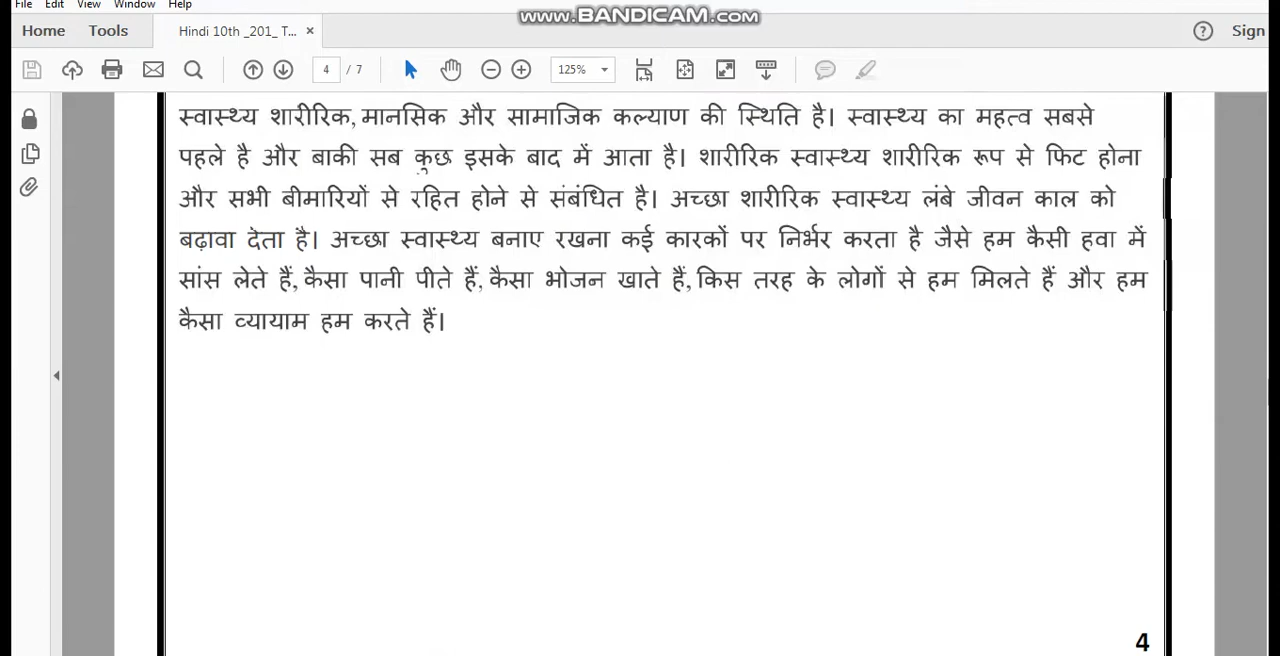 File Edit View Window Help
www.BANDICAM.com
Home Tools Hindi 10th _201_ T... × Sign
4 / 7 125%
स्वास्थ्य शारीरिक, मानसिक और सामाजिक कल्याण की स्थिति है। स्वास्थ्य का महत्व सबसे
पहले है और बाकी सब कुछ इसके बाद में आता है। शारीरिक स्वास्थ्य शारीरिक रूप से फिट होना
और सभी बीमारियों से रहित होने से संबंधित है। अच्छा शारीरिक स्वास्थ्य लंबे जीवन काल को
बढ़ावा देता है। अच्छा स्वास्थ्य बनाए रखना कई कारकों पर निर्भर करता है जैसे हम कैसी हवा में
सांस लेते हैं, कैसा पानी पीते हैं, कैसा भोजन खाते हैं, किस तरह के लोगों से हम मिलते हैं और हम
कैसा व्यायाम हम करते हैं।
4